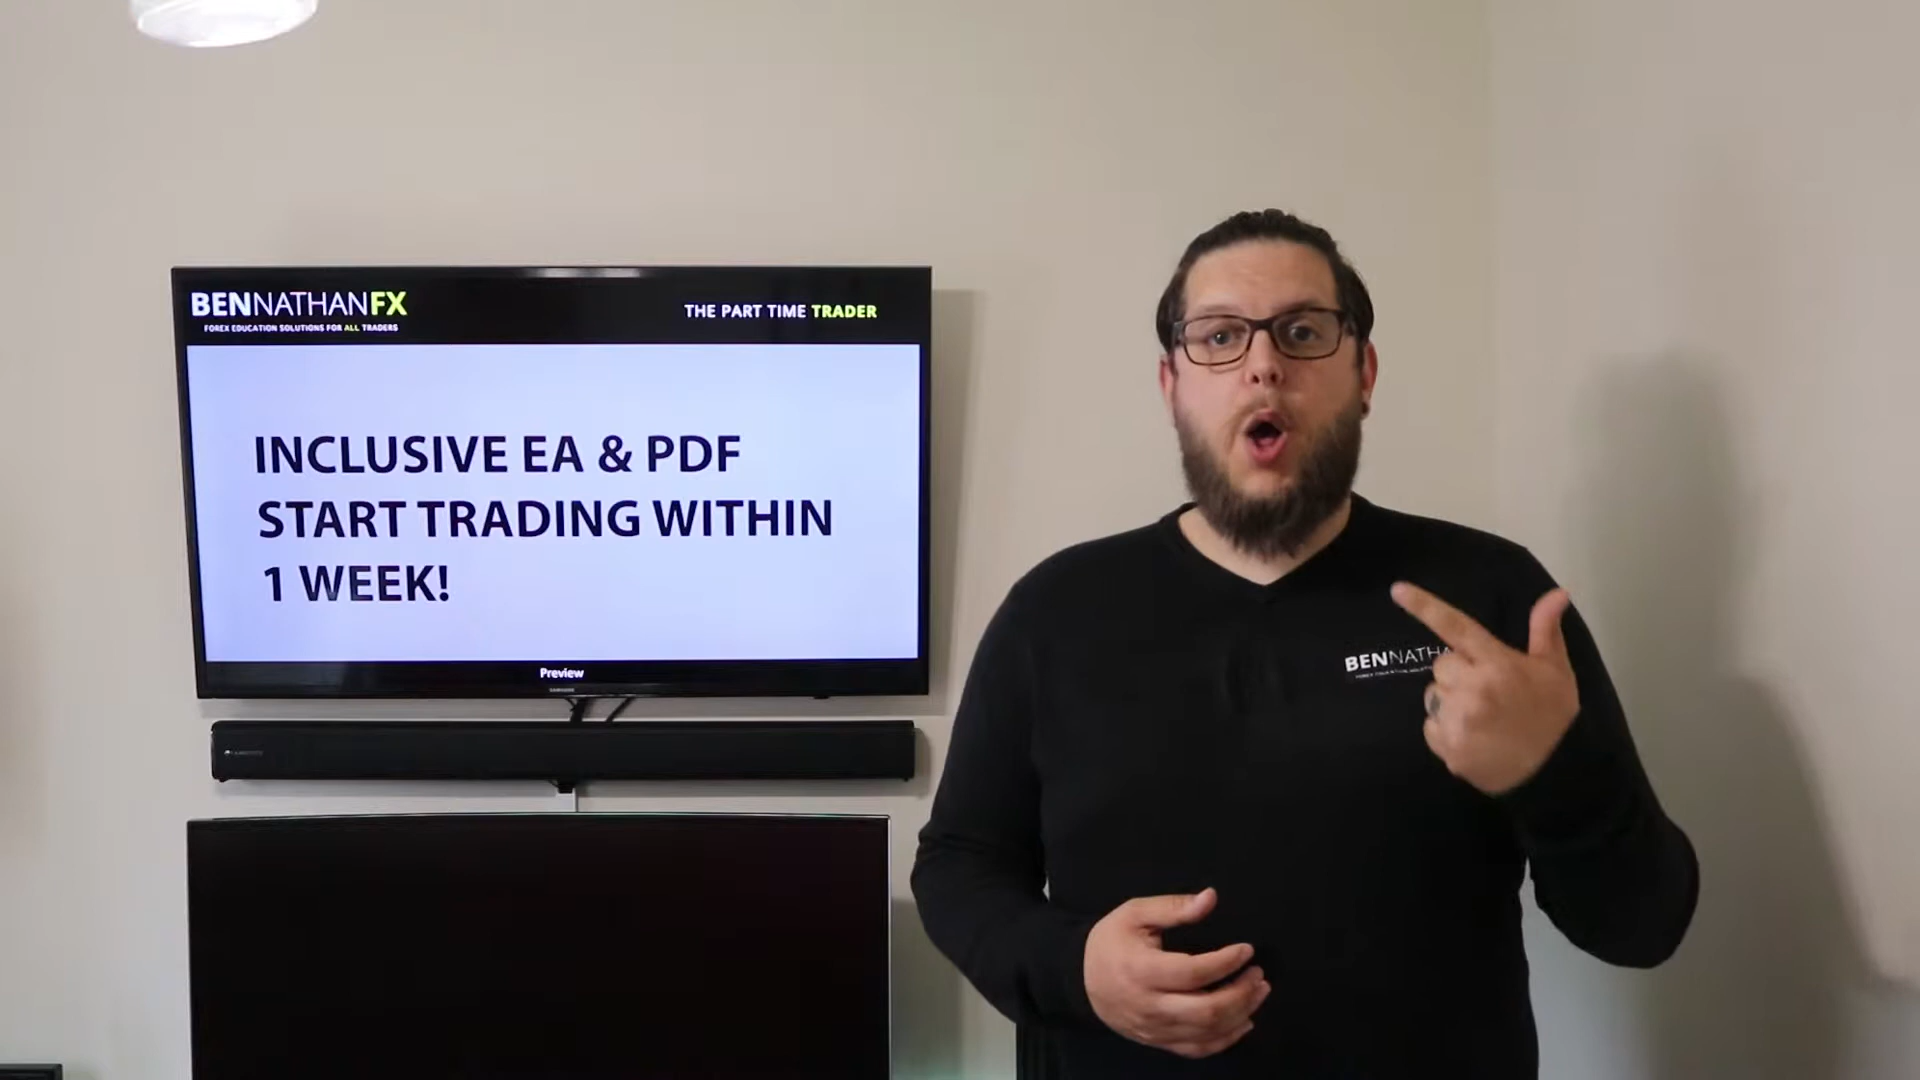 BENNATHANFX
FOREX EDUCATION SOLUTIONS FOR ALL TRADERS
THE PART TIME TRADER
INCLUSIVE EA & PDF
START TRADING WITHIN
1 WEEK!
Preview
SAMSUNG
BENNATHA